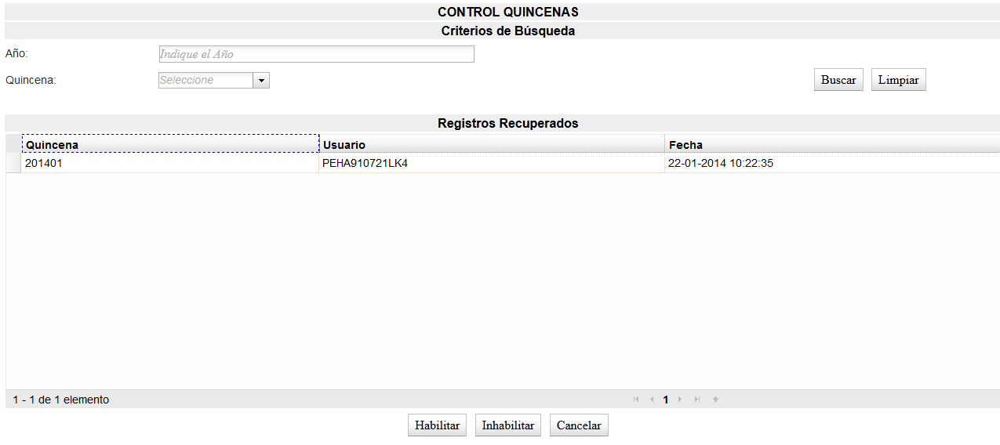 CONTROL QUINCENAS
Criterios de Búsqueda
Año: Indique el Año
Quincena: Seleccione Buscar Limpiar
Registros Recuperados
Quincena Usuario Fecha
201401 PEHA910721LK4 22-01-2014 10:22:35
1 - 1 de 1 elemento 1
Habilitar Inhabilitar Cancelar